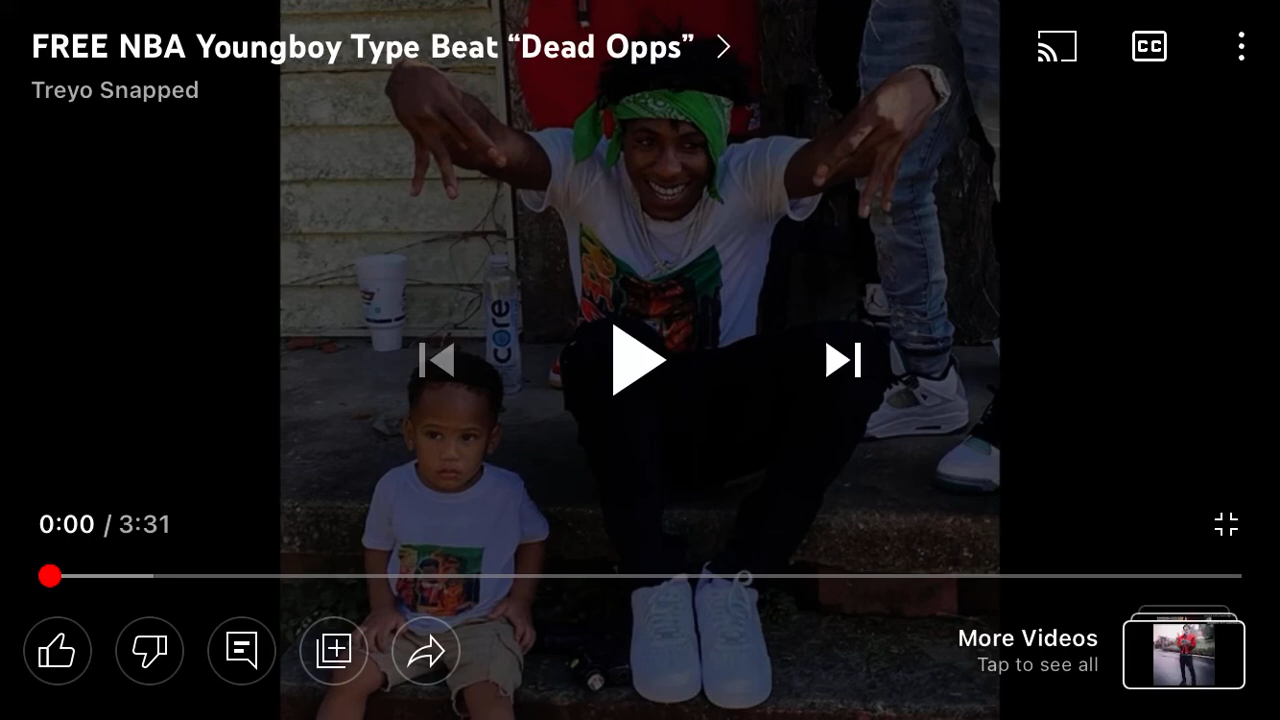 FREE NBA Youngboy Type Beat “Dead Opps”
CC
Treyo Snapped
core
0:00 / 3:31
More Videos
Tap to see all